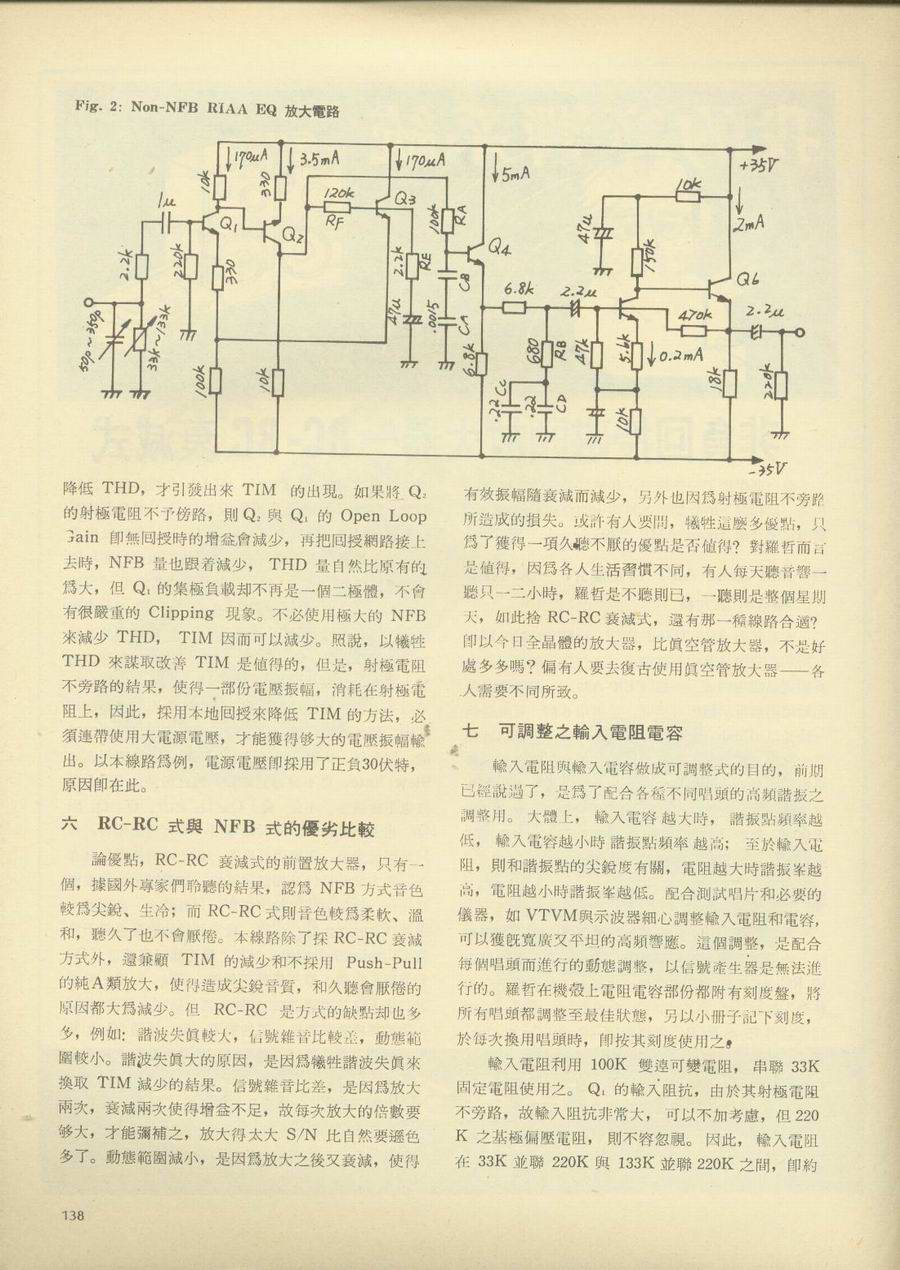 Fig. 2: Non-NFB RIAA EQ 放大電路
170uA
3.5mA
170uA
5mA
+35V
10k
330
120k
RF
Q3
100k
RA
10k
2mA
1u
Q1
Q2
47u
150k
2.2k
220k
330
2.2k
RE
CB
Q4
6.8k
2.2u
Q6
470k
2.2u
50p~350p
33k~133k
47u
.0015
CA
6.8k
680
RB
47k
5.6k
0.2mA
18k
220k
100k
10k
.22
CC
.22
CD
10k
-35V
降低 THD，才引發出來 TIM 的出現。如果將 Q₂
的射極電阻不予傍路，則 Q₂ 與 Q₁ 的 Open Loop
Gain 卽無回授時的增益會減少，再把回授網路接上
去時，NFB 量也跟着減少， THD 量自然比原有的
爲大，但 Q₁ 的集極負載却不再是一個二極體，不會
有很嚴重的 Clipping 現象。不必使用極大的 NFB
來減少 THD， TIM 因而可以減少。照說，以犧牲
THD 來謀取改善 TIM 是値得的，但是，射極電阻
不旁路的結果，使得一部份電壓振幅，消耗在射極電
阻上，因此，採用本地回授來降低 TIM 的方法，必
須連帶使用大電源電壓，才能獲得够大的電壓振幅輸
出。以本線路爲例，電源電壓卽採用了正負30伏特，
原因卽在此。
六 RC-RC 式與 NFB 式的優劣比較
論優點，RC-RC 衰減式的前置放大器，只有一
個，據國外專家們聆聽的結果，認爲 NFB 方式音色
較爲尖銳、生冷；而 RC-RC 式則音色較爲柔軟、溫
和，聽久了也不會厭倦。本線路除了採 RC-RC 衰減
方式外，還兼顧 TIM 的減少和不採用 Push-Pull
的純A類放大，使得造成尖銳音質，和久聽會厭倦的
原因都大爲減少。但 RC-RC 是方式的缺點却也多
多，例如：諧波失眞較大，信號雜音比較差，動態範
圍較小。諧波失眞大的原因，是因爲犧牲諧波失眞來
換取 TIM 減少的結果。信號雜音比差，是因爲放大
兩次，衰減兩次使得增益不足，故每次放大的倍數要
够大，才能彌補之，放大得太大 S/N 比自然要遜色
多了。動態範圍減小，是因爲放大之後又衰減，使得
有效振幅隨衰減而減少，另外也因爲射極電阻不旁路
所造成的損失。或許有人要問，犧牲這麼多優點，只
爲了獲得一項久聽不厭的優點是否値得？對羅哲而言
是値得，因爲各人生活習慣不同，有人每天聽音響一
聽只一二小時，羅哲是不聽則已，一聽則是整個星期
天，如此捨 RC-RC 衰減式，還有那一種線路合適？
卽以今日全晶體的放大器，比眞空管放大器，不是好
處多多嗎？偏有人要去復古使用眞空管放大器——各
人需要不同所致。
七 可調整之輸入電阻電容
輸入電阻與輸入電容做成可調整式的目的，前期
已經說過了，是爲了配合各種不同唱頭的高頻諧振之
調整用。 大體上， 輸入電容 越大時， 諧振點頻率越
低， 輸入電容越小時 諧振點頻率 越高； 至於輸入電
阻，則和諧振點的尖銳度有關，電阻越大時諧振峯越
高，電阻越小時諧振峯越低。配合測試唱片和必要的
儀器，如 VTVM與示波器細心調整輸入電阻和電容，
可以獲旣寬廣又平坦的高頻響應。這個調整，是配合
每個唱頭而進行的動態調整，以信號產生器是無法進
行的。羅哲在機殼上電阻電容部份都附有刻度盤，將
所有唱頭都調整至最佳狀態，另以小冊子記下刻度，
於每次換用唱頭時，卽按其刻度使用之。
輸入電阻利用 100K 雙連可變電阻， 串聯 33K
固定電阻使用之。 Q₁ 的輸入阻抗，由於其射極電阻
不旁路，故輸入阻抗非常大， 可以不加考慮，但 220
K 之基極偏壓電阻， 則不容忽視。 因此， 輸入電阻
在 33K 並聯 220K 與 133K 並聯 220K 之間，卽約
138